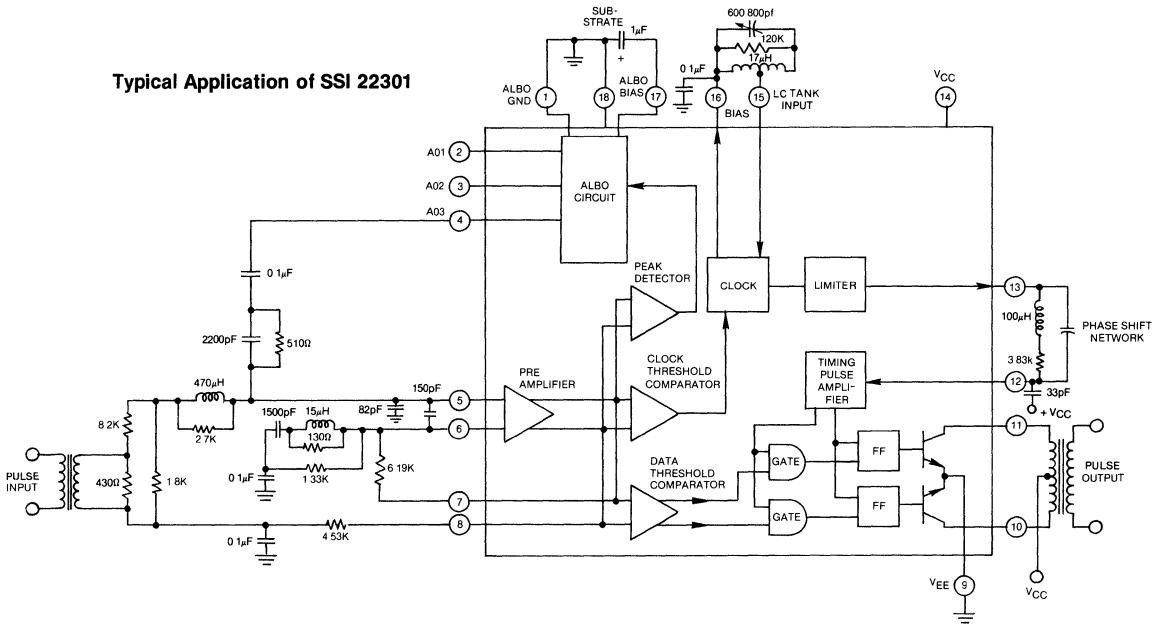 Typical Application of SSI 22301
SUB-
STRATE
1μF
+
600 800pf
120K
17μH
0 1μF
ALBO
GND
1
18
ALBO
BIAS
17
16
BIAS
15
LC TANK
INPUT
VCC
14
A01
2
A02
3
A03
4
ALBO
CIRCUIT
0 1μF
2200pF
510Ω
PEAK
DETECTOR
CLOCK
LIMITER
13
100μH
3 83k
PHASE SHIFT
NETWORK
12
33pF
+ VCC
TIMING
PULSE
AMPLI-
FIER
CLOCK
THRESHOLD
COMPARATOR
PRE
AMPLIFIER
470μH
2 7K
150pF
82pF
5
6
1500pF
15μH
130Ω
1 33K
0 1μF
6 19K
8 2K
430Ω
1 8K
PULSE
INPUT
7
8
0 1μF
4 53K
DATA
THRESHOLD
COMPARATOR
GATE
GATE
FF
FF
11
10
PULSE
OUTPUT
VEE
9
VCC